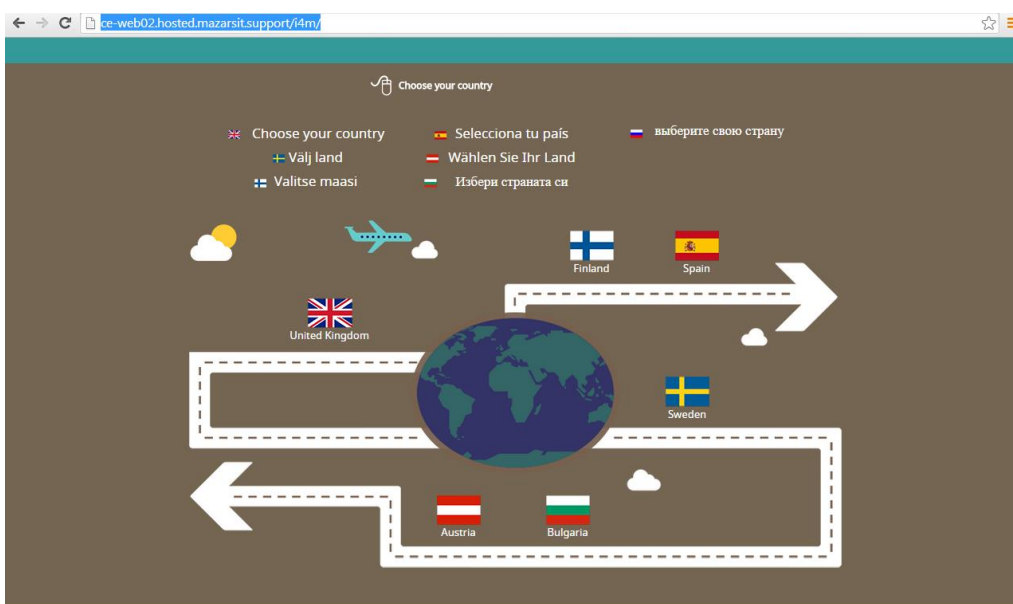 ce-web02.hosted.mazarsit.support/i4m/
Choose your country
Choose your country Selecciona tu país выберите свою страну
Välj land Wählen Sie Ihr Land
Valitse maasi Избери страната си
Finland Spain
United Kingdom
Sweden
Austria Bulgaria